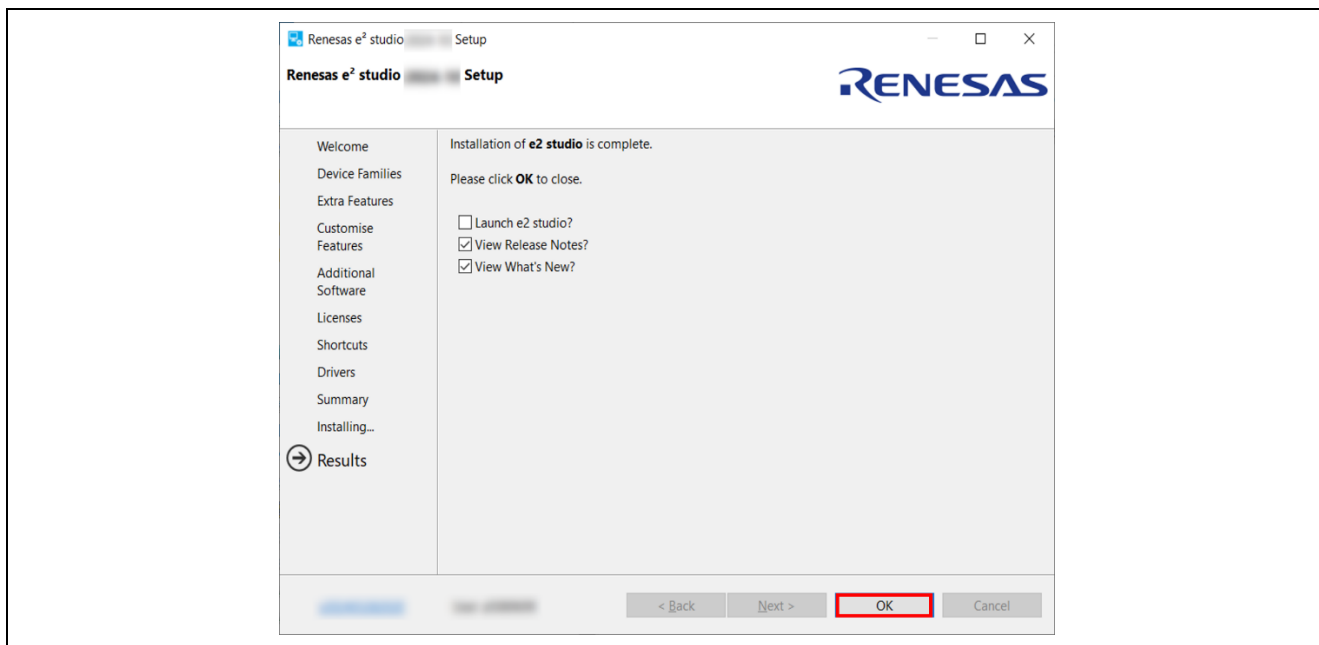 Renesas e² studio Setup
Renesas e² studio Setup
RENESAS
Welcome
Device Families
Extra Features
Customise
Features
Additional
Software
Licenses
Shortcuts
Drivers
Summary
Installing...
Results
Installation of e2 studio is complete.
Please click OK to close.
Launch e2 studio?
View Release Notes?
View What's New?
< Back
Next >
OK
Cancel